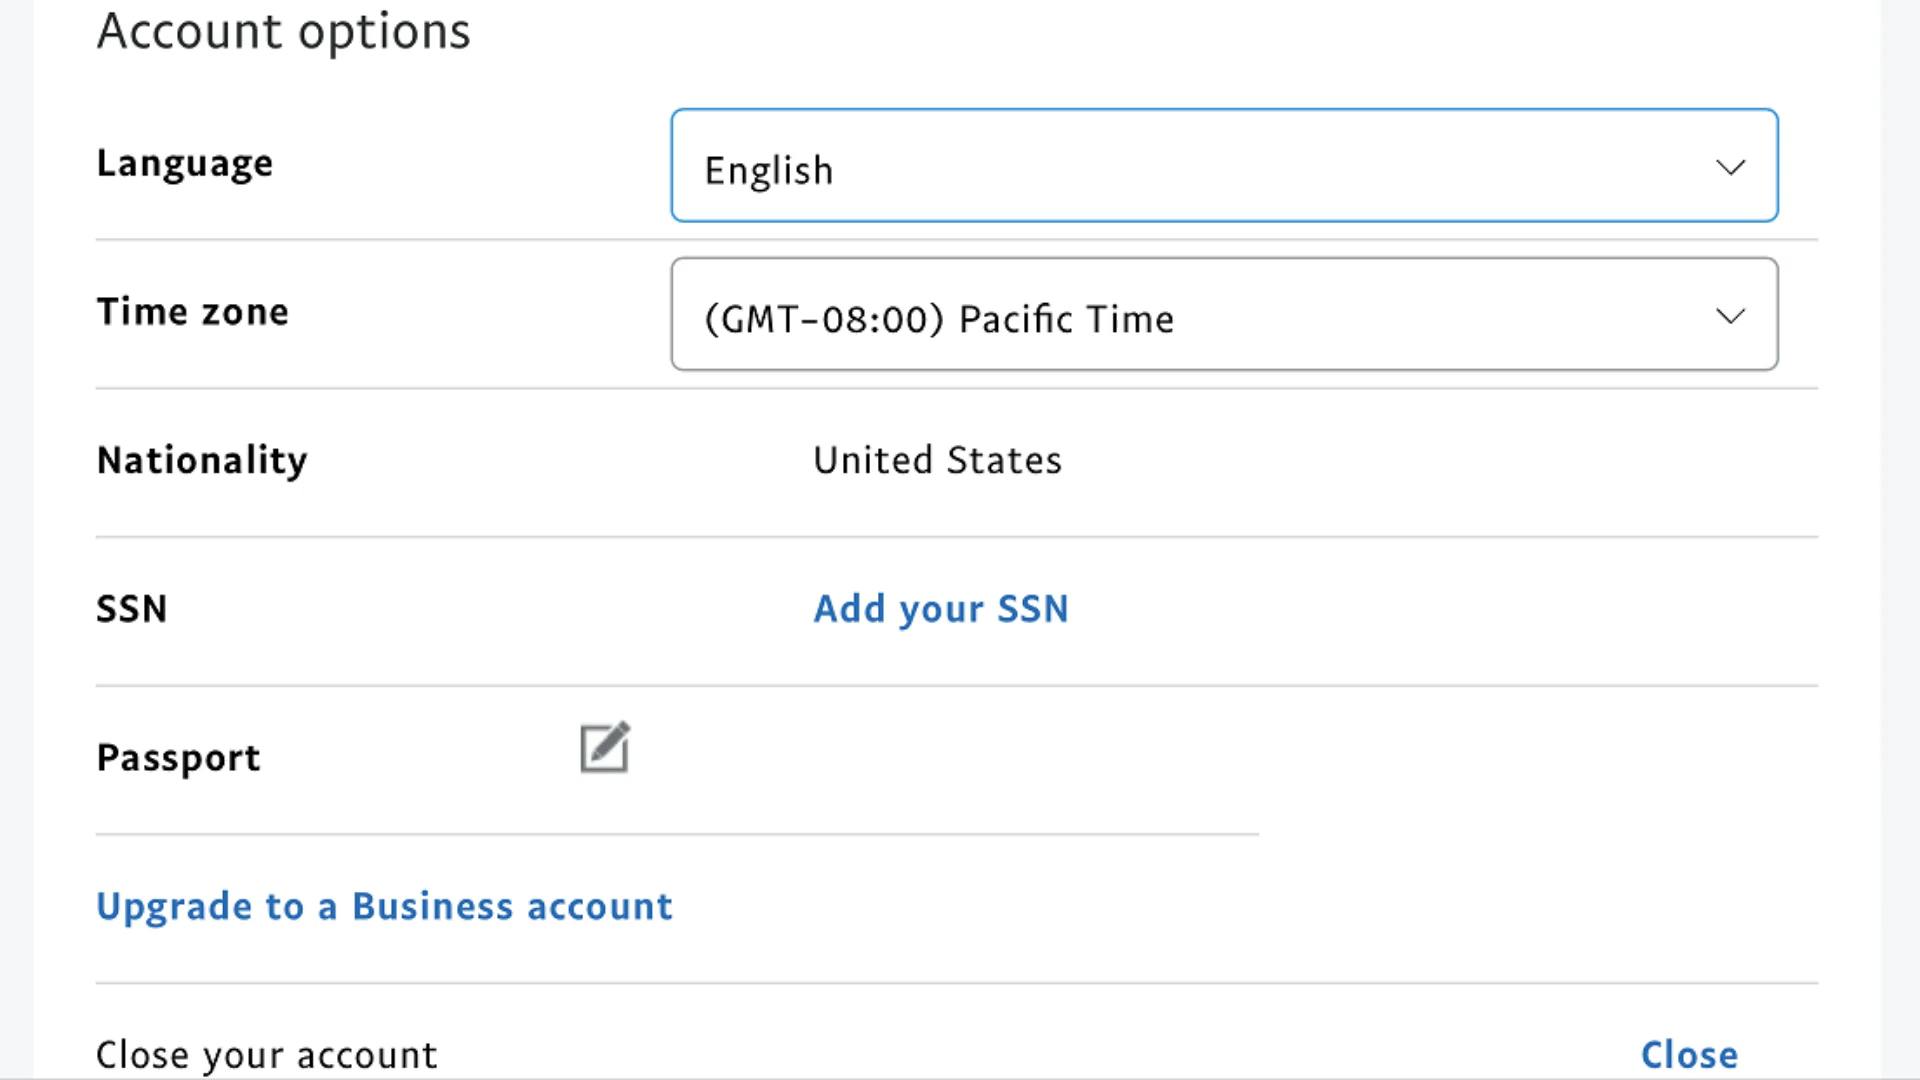 Account options
Language English
Time zone (GMT-08:00) Pacific Time
Nationality United States
SSN Add your SSN
Passport
Upgrade to a Business account
Close your account Close